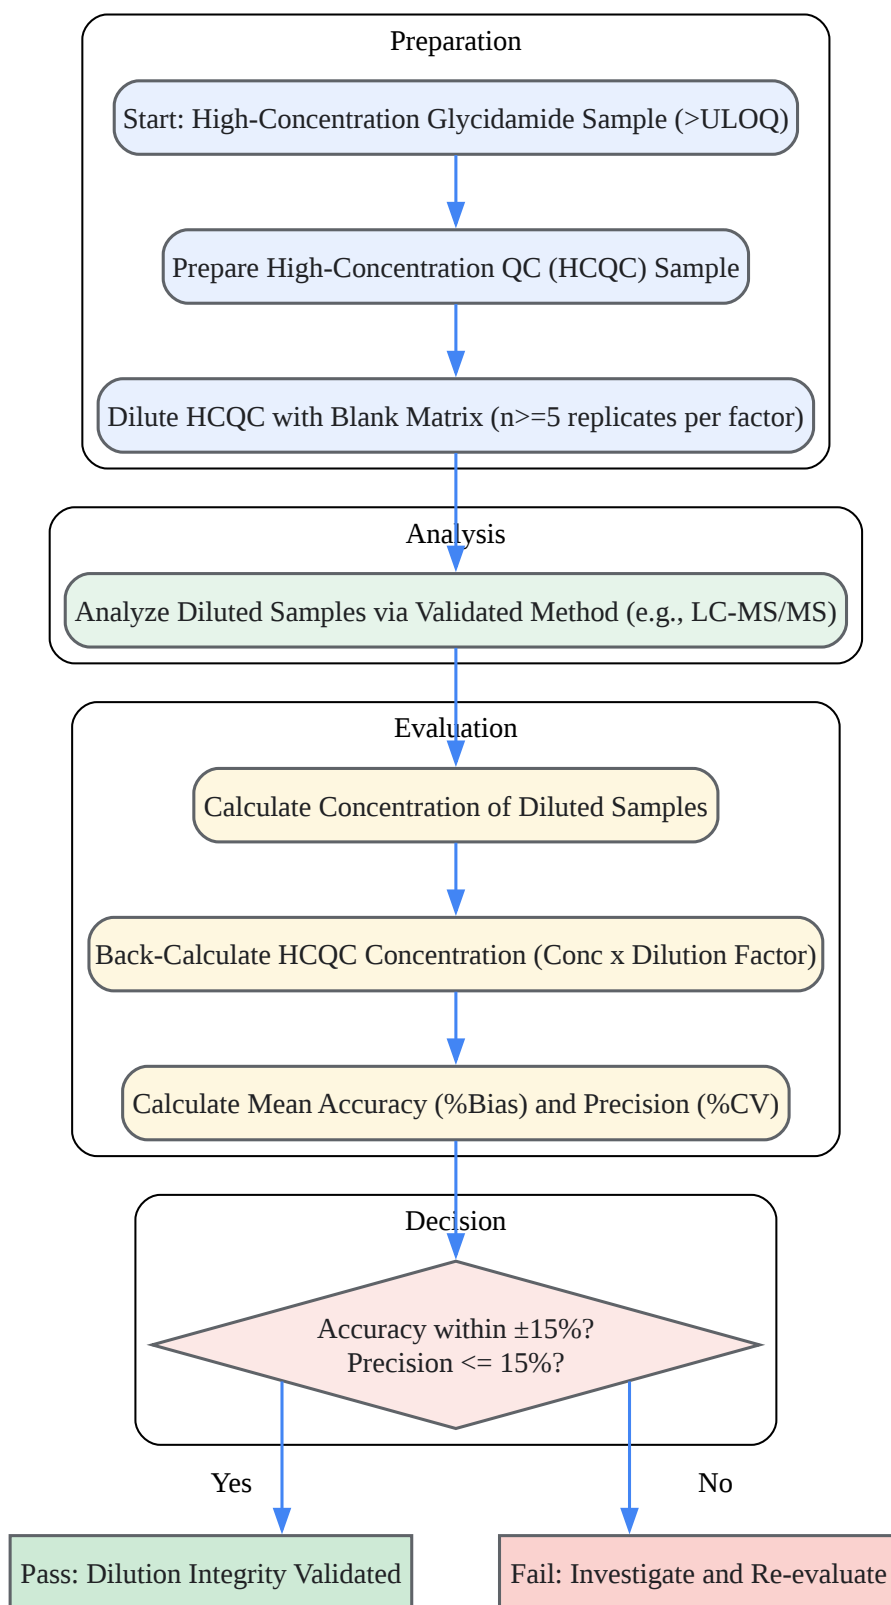 Preparation
Start: High-Concentration Glycidamide Sample (>ULOQ)
Prepare High-Concentration QC (HCQC) Sample
Dilute HCQC with Blank Matrix (n>=5 replicates per factor)
Analysis
Analyze Diluted Samples via Validated Method (e.g., LC-MS/MS)
Evaluation
Calculate Concentration of Diluted Samples
Back-Calculate HCQC Concentration (Conc x Dilution Factor)
Calculate Mean Accuracy (%Bias) and Precision (%CV)
Decision
Accuracy within ±15%?
Precision <= 15%?
Yes
No
Pass: Dilution Integrity Validated
Fail: Investigate and Re-evaluate